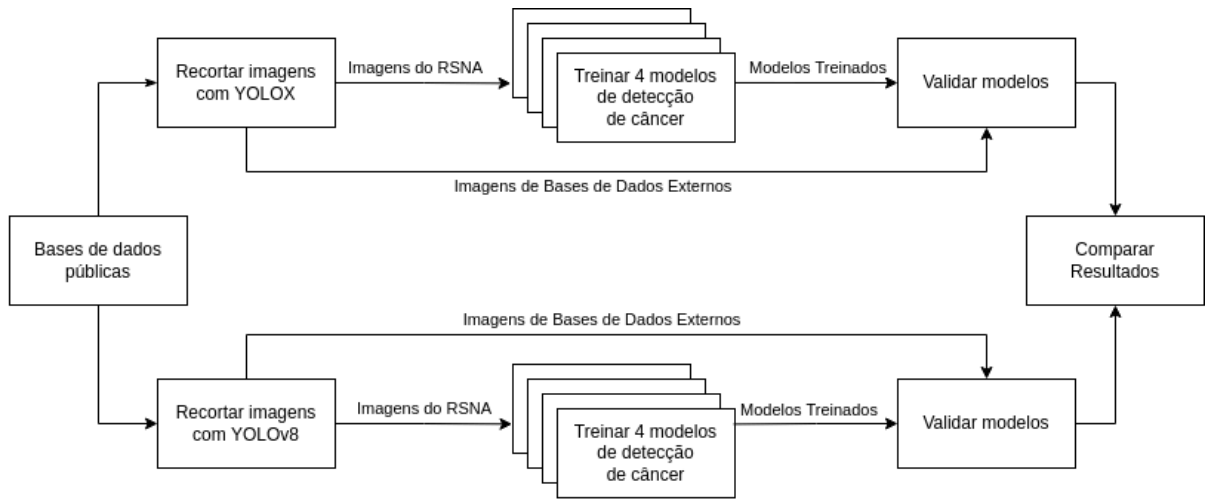 Recortar imagens
com YOLOX
Imagens do RSNA
Treinar 4 modelos
de detecção
de câncer
Modelos Treinados
Validar modelos
Imagens de Bases de Dados Externos
Bases de dados
públicas
Comparar
Resultados
Imagens de Bases de Dados Externos
Recortar imagens
com YOLOv8
Imagens do RSNA
Treinar 4 modelos
de detecção
de câncer
Modelos Treinados
Validar modelos